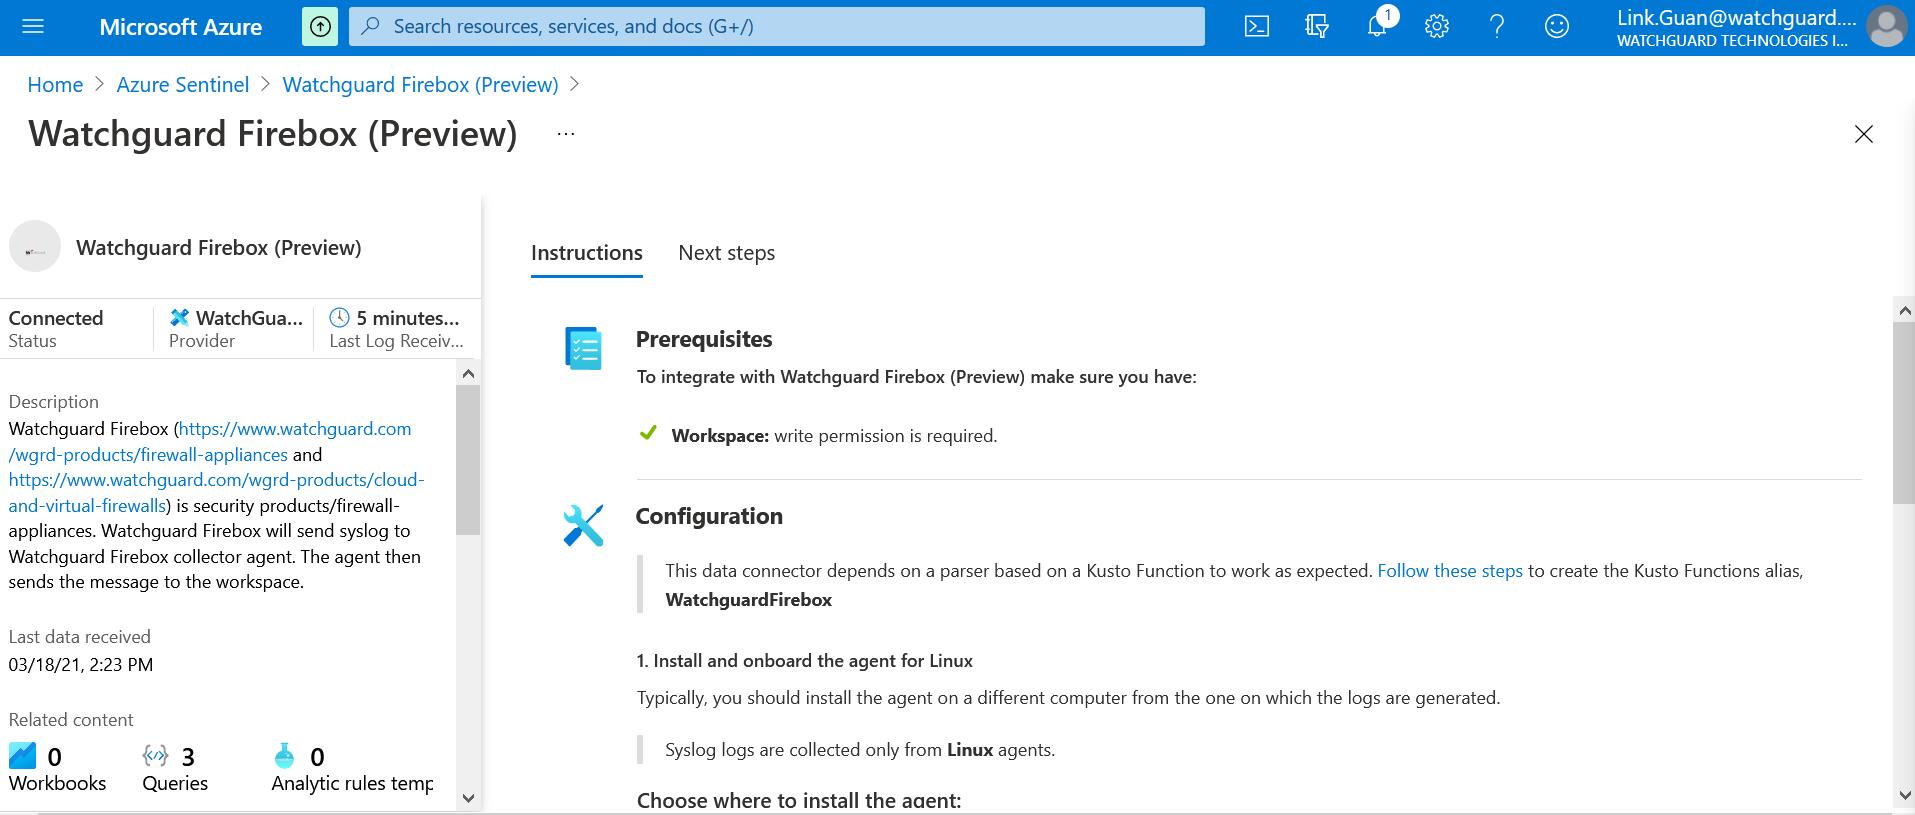 Microsoft Azure
Search resources, services, and docs (G+/)
1
Link.Guan@watchguard....
WATCHGUARD TECHNOLOGIES I...
Home > Azure Sentinel > Watchguard Firebox (Preview) >
Watchguard Firebox (Preview) ...
Watchguard Firebox (Preview)
Connected
Status
WatchGua...
Provider
5 minutes...
Last Log Receiv...
Description
Watchguard Firebox (https://www.watchguard.com
/wgrd-products/firewall-appliances and
https://www.watchguard.com/wgrd-products/cloud-
and-virtual-firewalls) is security products/firewall-
appliances. Watchguard Firebox will send syslog to
Watchguard Firebox collector agent. The agent then
sends the message to the workspace.
Last data received
03/18/21, 2:23 PM
Related content
0
Workbooks
3
Queries
0
Analytic rules temp
Instructions
Next steps
Prerequisites
To integrate with Watchguard Firebox (Preview) make sure you have:
Workspace: write permission is required.
Configuration
This data connector depends on a parser based on a Kusto Function to work as expected. Follow these steps to create the Kusto Functions alias,
WatchguardFirebox
1. Install and onboard the agent for Linux
Typically, you should install the agent on a different computer from the one on which the logs are generated.
Syslog logs are collected only from Linux agents.
Choose where to install the agent: